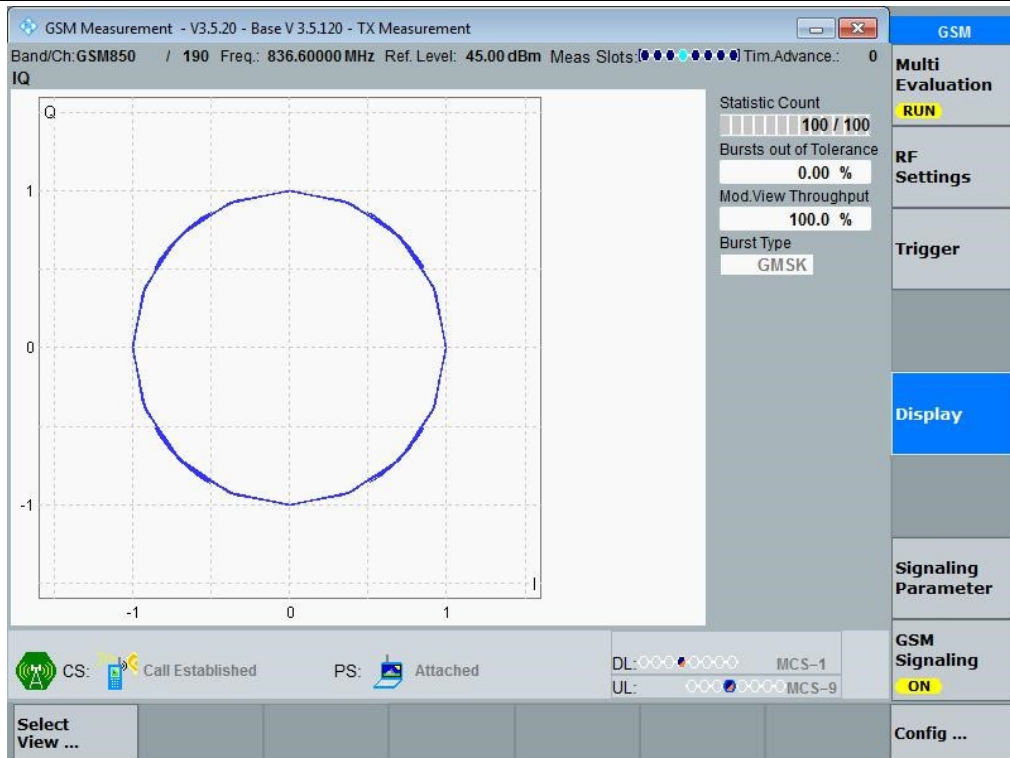 GSM Measurement - V3.5.20 - Base V 3.5.120 - TX Measurement
GSM
Band/Ch:GSM850 / 190 Freq.: 836.60000 MHz Ref. Level: 45.00 dBm Meas Slots: Tim.Advance.: 0
IQ
Multi
Evaluation
RUN
Q
Statistic Count
100 / 100
Bursts out of Tolerance
0.00 %
Mod.View Throughput
100.0 %
Burst Type
GMSK
RF
Settings
Trigger
Display
1
0
-1
I
-1 0 1
Signaling
Parameter
GSM
Signaling
ON
CS: Call Established PS: Attached
DL: MCS-1
UL: MCS-9
Select
View ...
Config ...